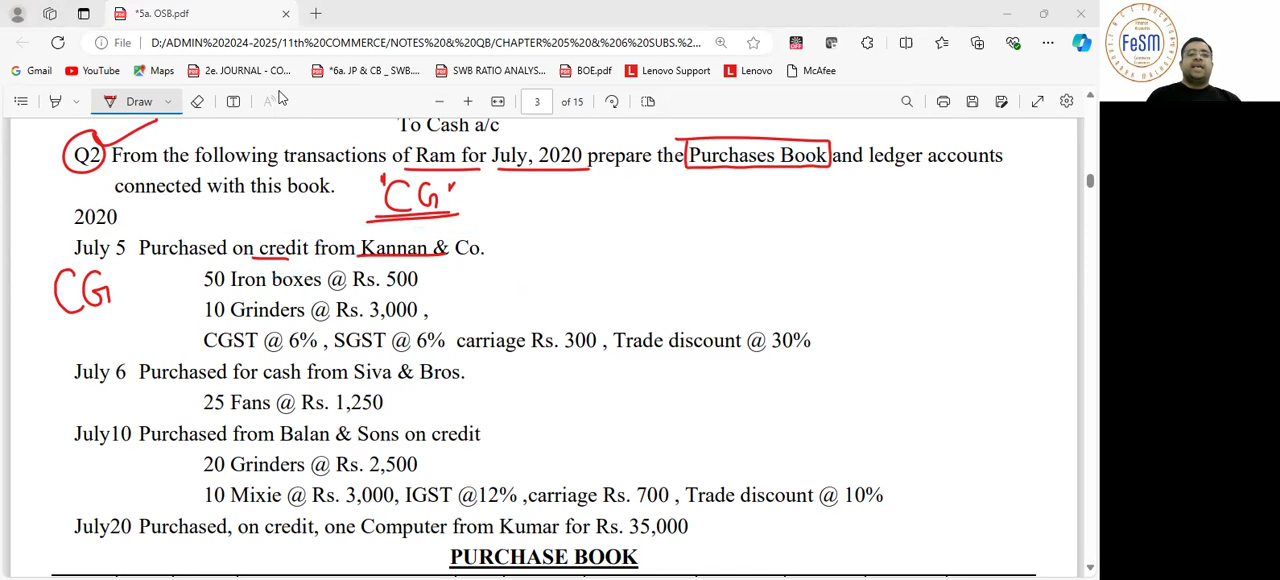 *5a. OSB.pdf
File D:/ADMIN%202024-2025/11th%20COMMERCE/NOTES%20&%20QB/CHAPTER%205%20&%206%20SUBS.%...
Gmail YouTube Maps 2e. JOURNAL - CO... *6a. JP & CB _ SWB.... SWB RATIO ANALYS... BOE.pdf Lenovo Support Lenovo McAfee
Draw 3 of 15
FeSM
To Cash a/c
Q2 From the following transactions of Ram for July, 2020 prepare the Purchases Book and ledger accounts
connected with this book.
"CG"
2020
July 5 Purchased on credit from Kannan & Co.
CG
50 Iron boxes @ Rs. 500
10 Grinders @ Rs. 3,000 ,
CGST @ 6% , SGST @ 6% carriage Rs. 300 , Trade discount @ 30%
July 6 Purchased for cash from Siva & Bros.
25 Fans @ Rs. 1,250
July10 Purchased from Balan & Sons on credit
20 Grinders @ Rs. 2,500
10 Mixie @ Rs. 3,000, IGST @12% ,carriage Rs. 700 , Trade discount @ 10%
July20 Purchased, on credit, one Computer from Kumar for Rs. 35,000
PURCHASE BOOK